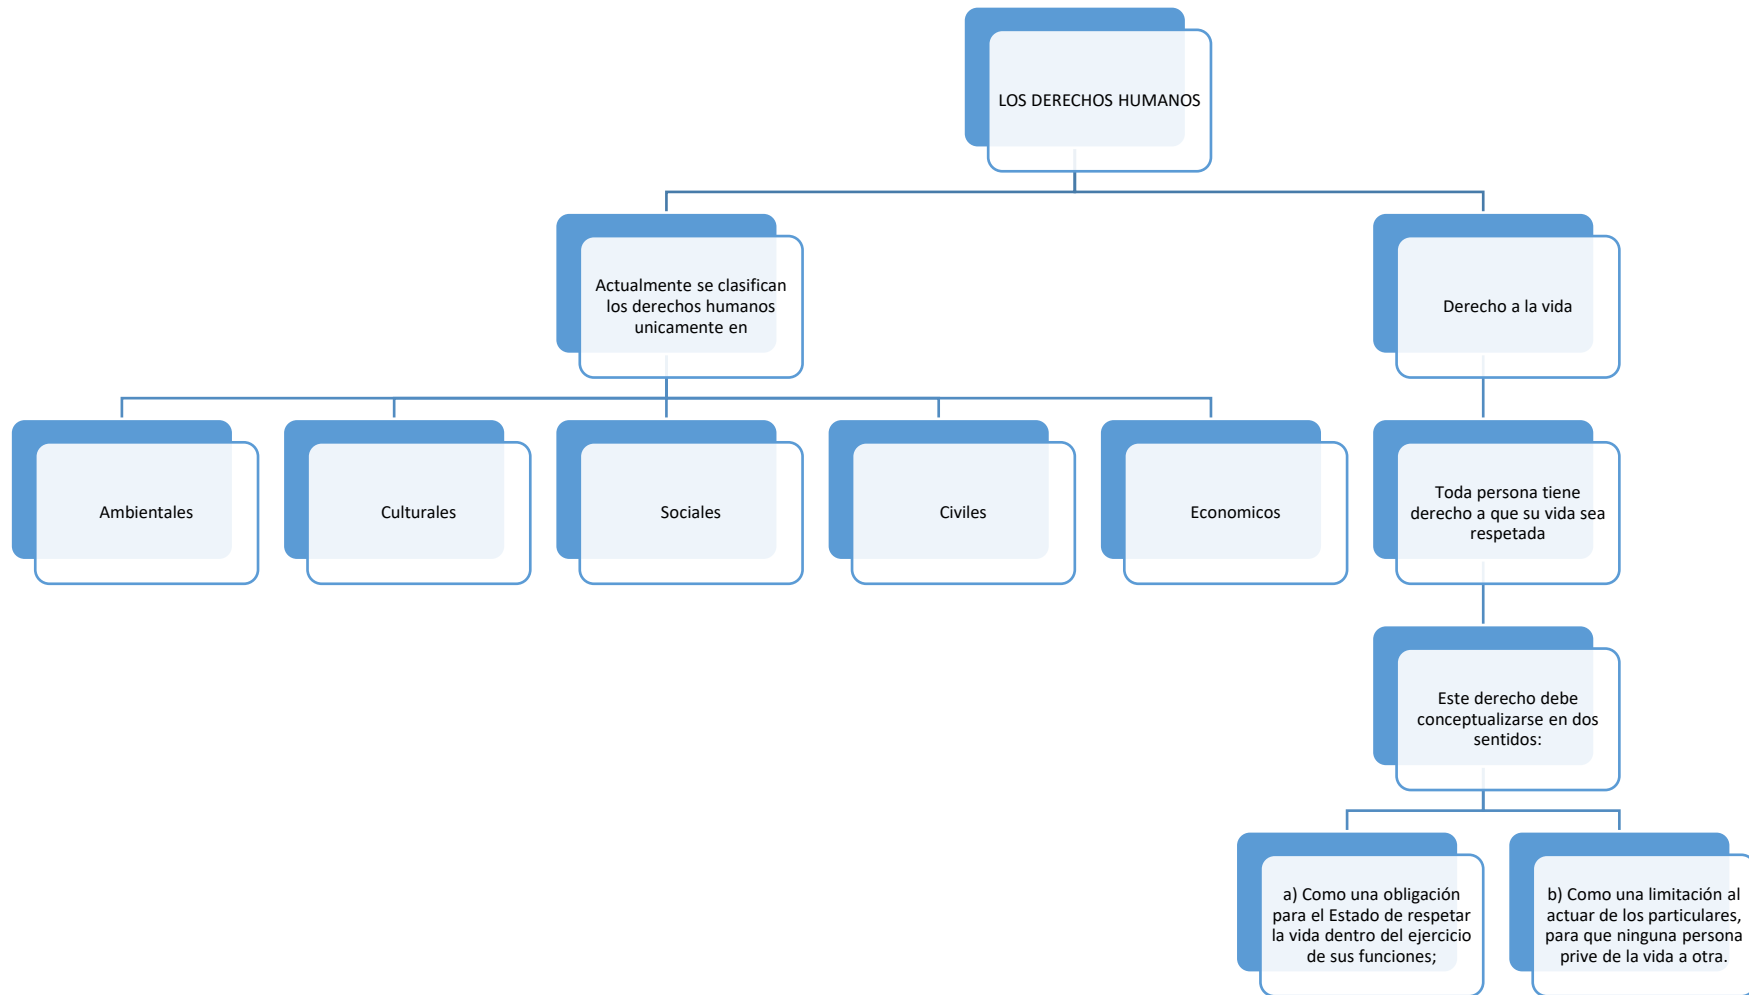 LOS DERECHOS HUMANOS
Actualmente se clasifican
los derechos humanos
unicamente en
Derecho a la vida
Ambientales
Culturales
Sociales
Civiles
Economicos
Toda persona tiene
derecho a que su vida sea
respetada
Este derecho debe
conceptualizarse en dos
sentidos:
a) Como una obligación
para el Estado de respetar
la vida dentro del ejercicio
de sus funciones;
b) Como una limitación al
actuar de los particulares,
para que ninguna persona
prive de la vida a otra.